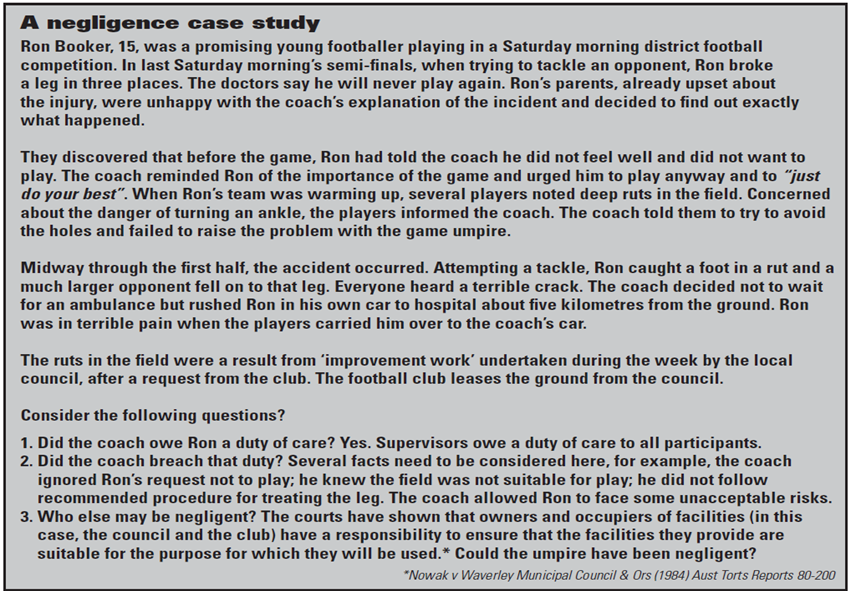 A negligence case study
Ron Booker, 15, was a promising young footballer playing in a Saturday morning district football
competition. In last Saturday morning's semi-finals, when trying to tackle an opponent, Ron broke
a leg in three places. The doctors say he will never play again. Ron's parents, already upset about
the injury, were unhappy with the coach's explanation of the incident and decided to find out exactly
what happened.
They discovered that before the game, Ron had told the coach he did not feel well and did not want to
play. The coach reminded Ron of the importance of the game and urged him to play anyway and to "just
do your best". When Ron's team was warming up, several players noted deep ruts in the field. Concerned
about the danger of turning an ankle, the players informed the coach. The coach told them to try to avoid
the holes and failed to raise the problem with the game umpire.
Midway through the first half, the accident occurred. Attempting a tackle, Ron caught a foot in a rut and a
much larger opponent fell on to that leg. Everyone heard a terrible crack. The coach decided not to wait
for an ambulance but rushed Ron in his own car to hospital about five kilometres from the ground. Ron
was in terrible pain when the players carried him over to the coach's car.
The ruts in the field were a result from 'improvement work' undertaken during the week by the local
council, after a request from the club. The football club leases the ground from the council.
Consider the following questions?
1. Did the coach owe Ron a duty of care? Yes. Supervisors owe a duty of care to all participants.
2. Did the coach breach that duty? Several facts need to be considered here, for example, the coach
ignored Ron's request not to play; he knew the field was not suitable for play; he did not follow
recommended procedure for treating the leg. The coach allowed Ron to face some unacceptable risks.
3. Who else may be negligent? The courts have shown that owners and occupiers of facilities (in this
case, the council and the club) have a responsibility to ensure that the facilities they provide are
suitable for the purpose for which they will be used.* Could the umpire have been negligent?
*Nowak v Waverley Municipal Council & Ors (1984) Aust Torts Reports 80-200